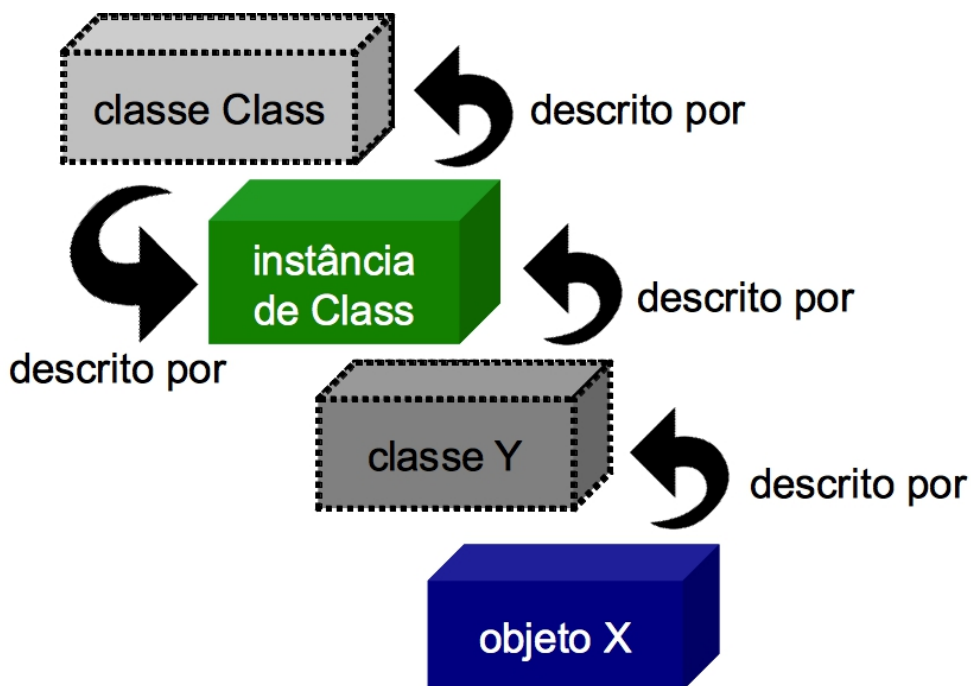 classe Class
descrito por
instância
de Class
descrito por
descrito por
classe Y
descrito por
objeto X